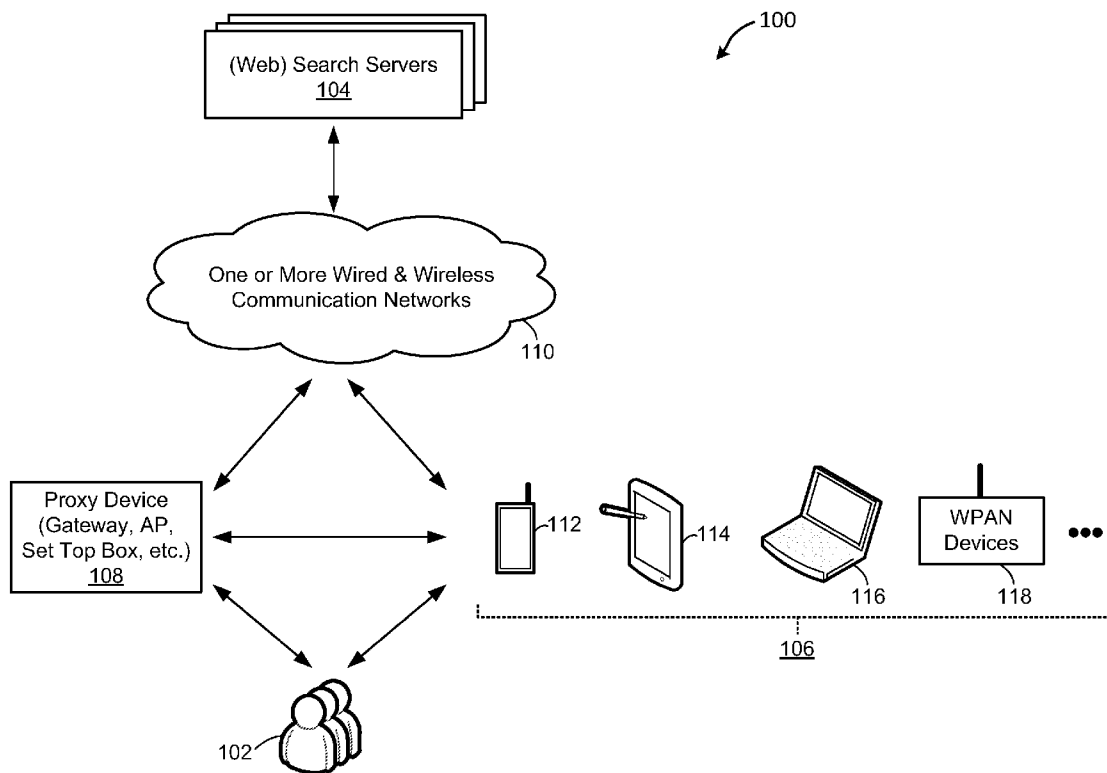 100
(Web) Search Servers
104
One or More Wired & Wireless
Communication Networks
110
Proxy Device
(Gateway, AP,
Set Top Box, etc.)
108
112
114
116
WPAN
Devices
118
106
102